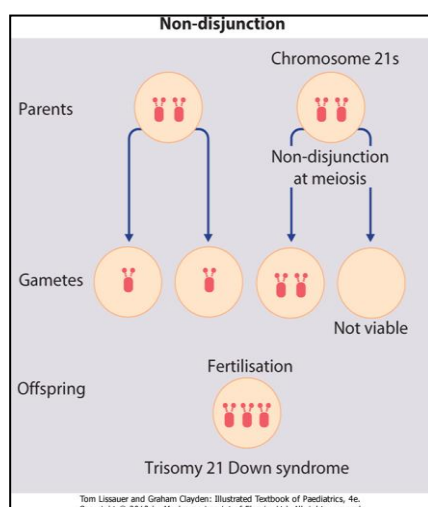 Non-disjunction
Chromosome 21s
Parents
Non-disjunction
at meiosis
Gametes
Not viable
Fertilisation
Offspring
Trisomy 21 Down syndrome
Tom Lissauer and Graham Clayden: Illustrated Textbook of Paediatrics, 4e.